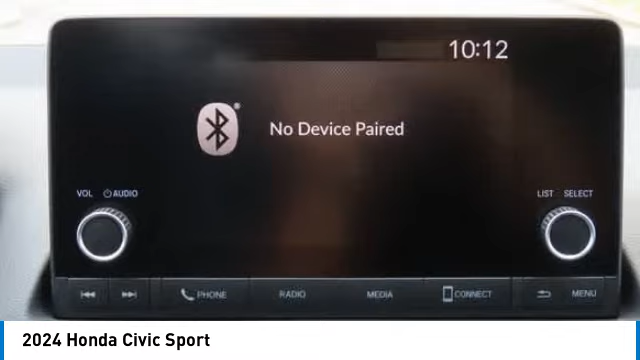 10:12
No Device Paired
VOL AUDIO
LIST SELECT
PHONE RADIO MEDIA CONNECT MENU
2024 Honda Civic Sport